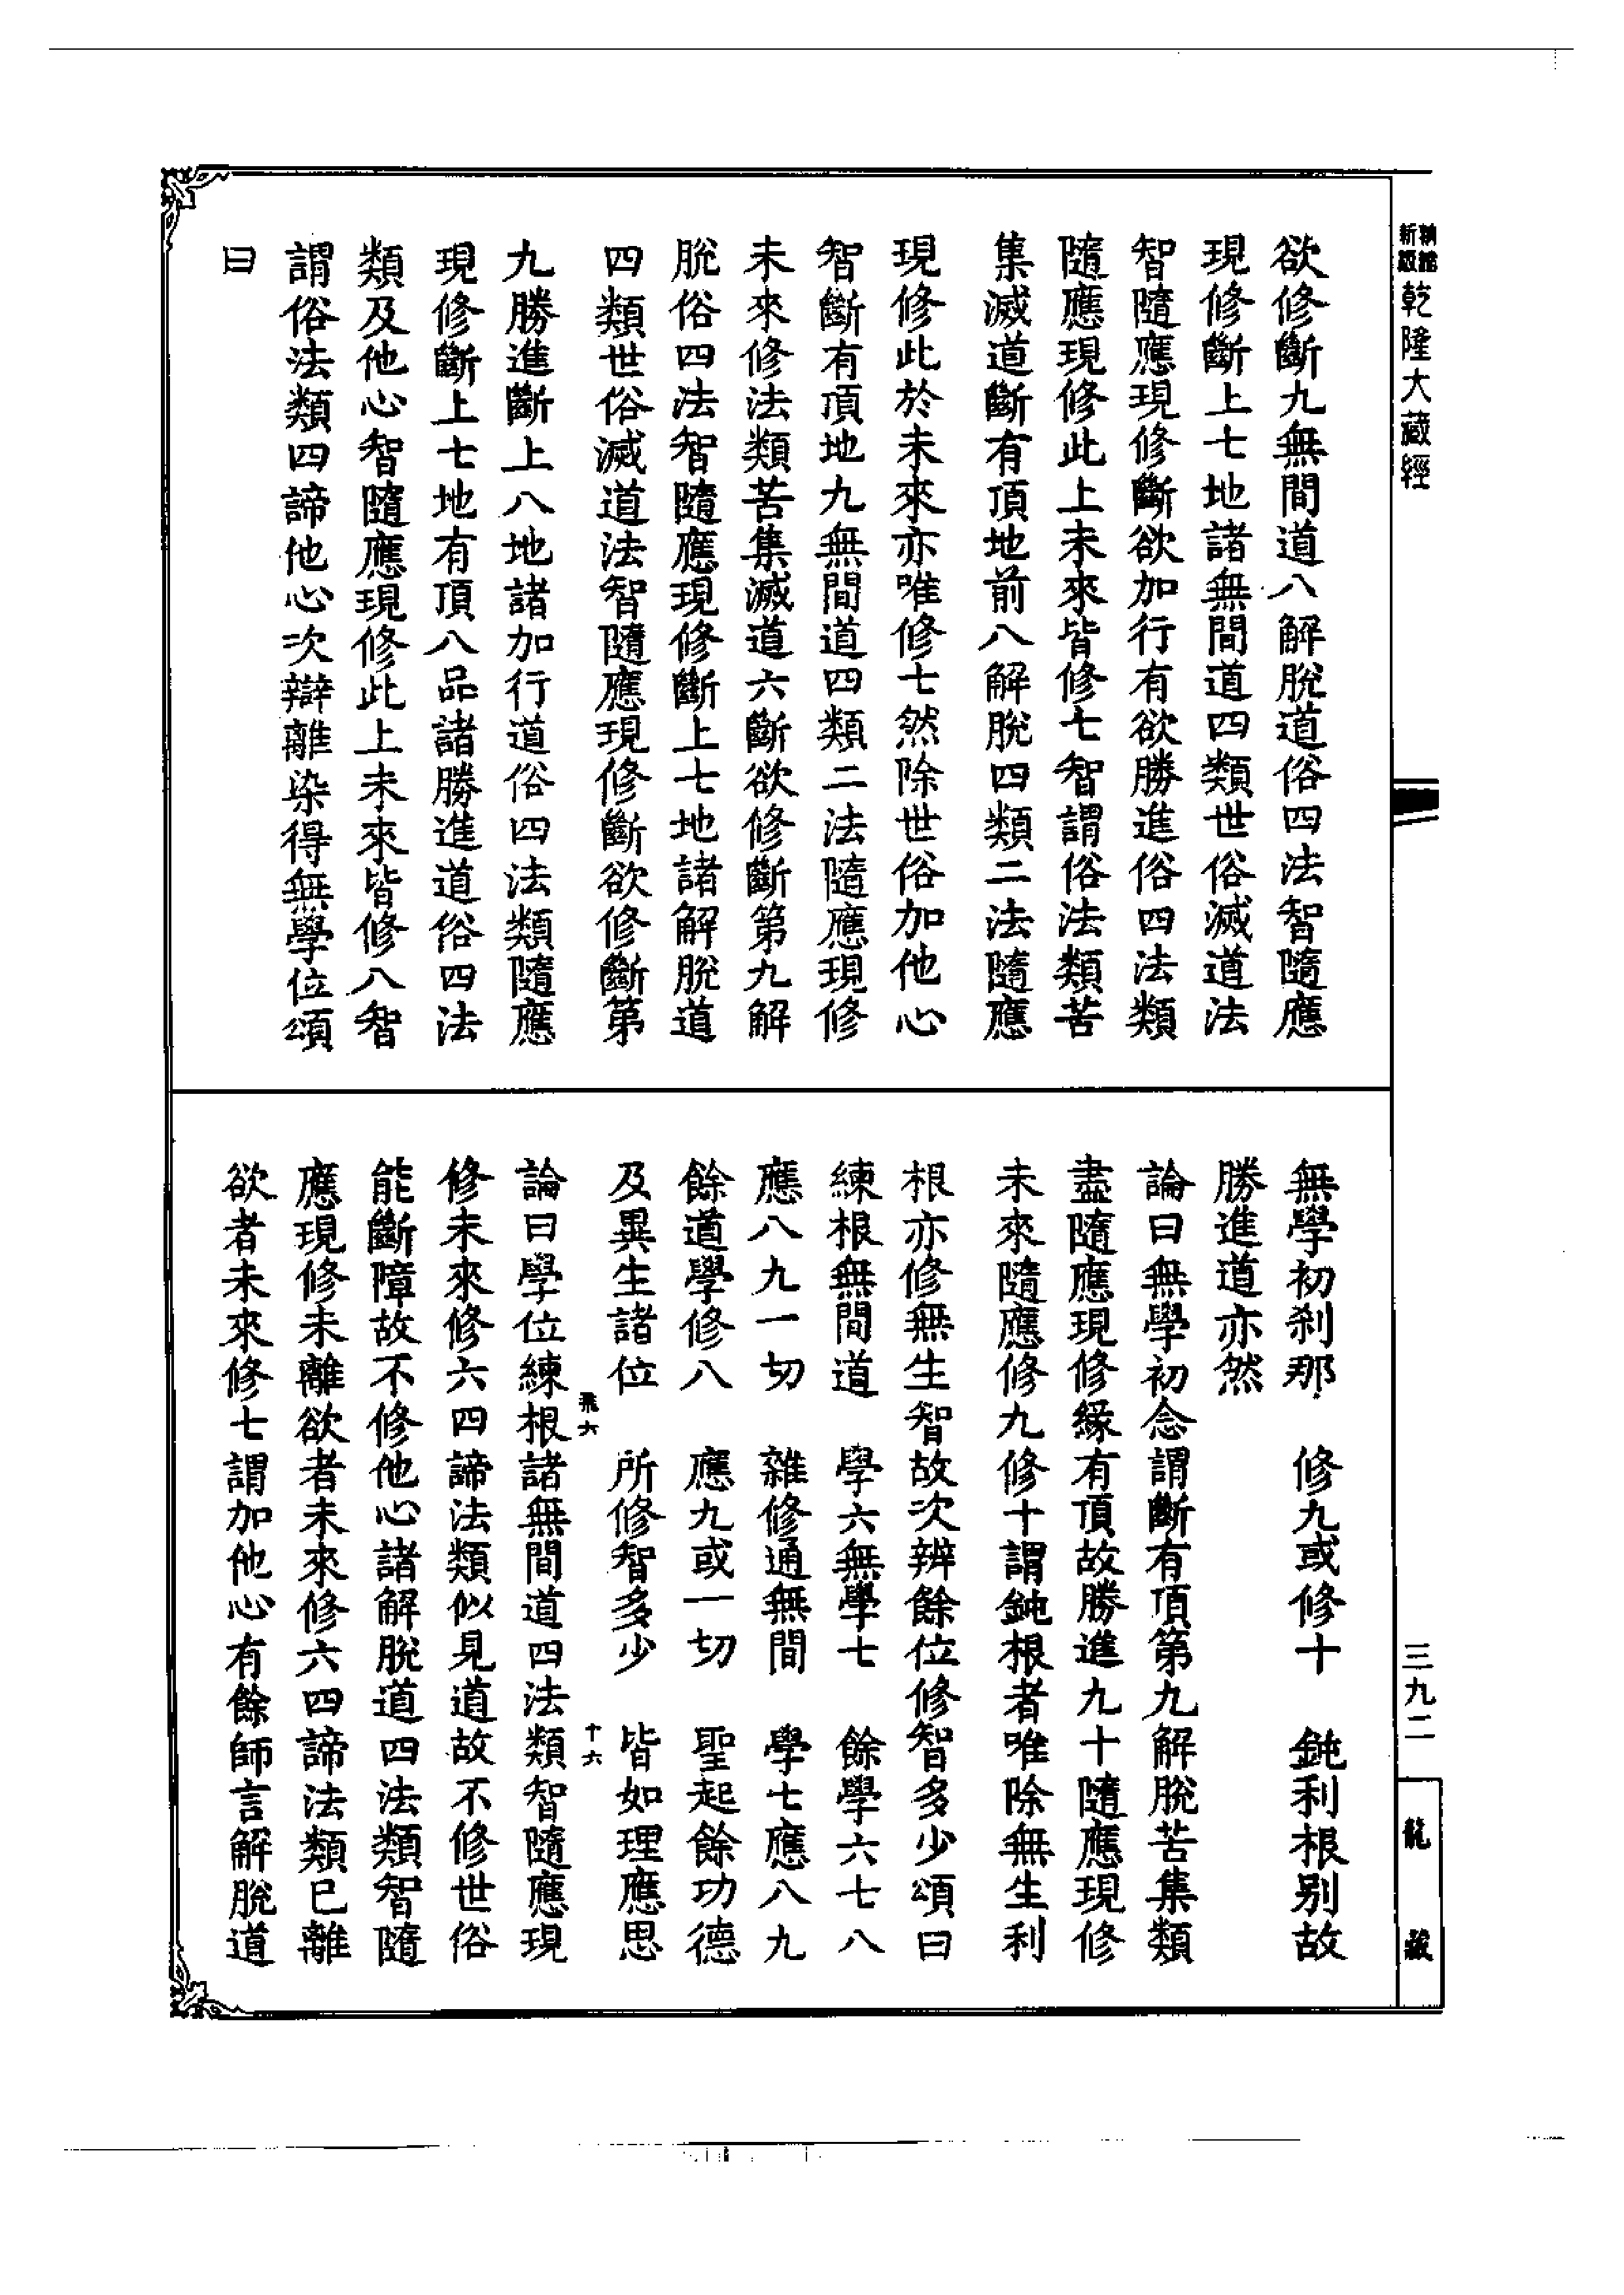 新版
精縮
乾隆大藏經
三九二
龍藏
欲修斷九無間道八解脫道俗四法智隨應
現修斷上七地諸無間道四類世俗滅道法
智隨應現修斷欲加行有欲勝進俗四法類
隨應現修此上未來皆修七智謂俗法類苦
集滅道斷有頂地前八解脫四類二法隨應
現修此於未來亦唯修七然除世俗加他心
智斷有頂地九無間道四類二法隨應現修
未來修法類苦集滅道六斷欲修斷第九解
脫俗四法智隨應現修斷上七地諸解脫道
四類世俗滅道法智隨應現修斷欲修斷第
九勝進斷上八地諸加行道俗四法類隨應
現修斷上七地有頂八品諸勝進道俗四法
類及他心智隨應現修此上未來皆修八智
謂俗法類四諦他心次辯離染得無學位頌
曰
無學初刹那 修九或修十 鈍利根別故
勝進道亦然
論曰無學初念謂斷有頂第九解脫苦集類
盡隨應現修緣有頂故勝進九十隨應現修
未來隨應修九修十謂鈍根者唯除無生利
根亦修無生智故次辨餘位修智多少頌曰
練根無間道 學六無學七 餘學六七八
應八九一切 雜修通無間 學七應八九
餘道學修八 應九或一切 聖起餘功德
及異生諸位 所修智多少 皆如理應思
飛六 十六
論曰學位練根諸無間道四法類智隨應現
修未來修六四諦法類似見道故不修世俗
能斷障故不修他心諸解脫道四法類智隨
應現修未離欲者未來修六四諦法類已離
欲者未來修七謂加他心有餘師言解脫道